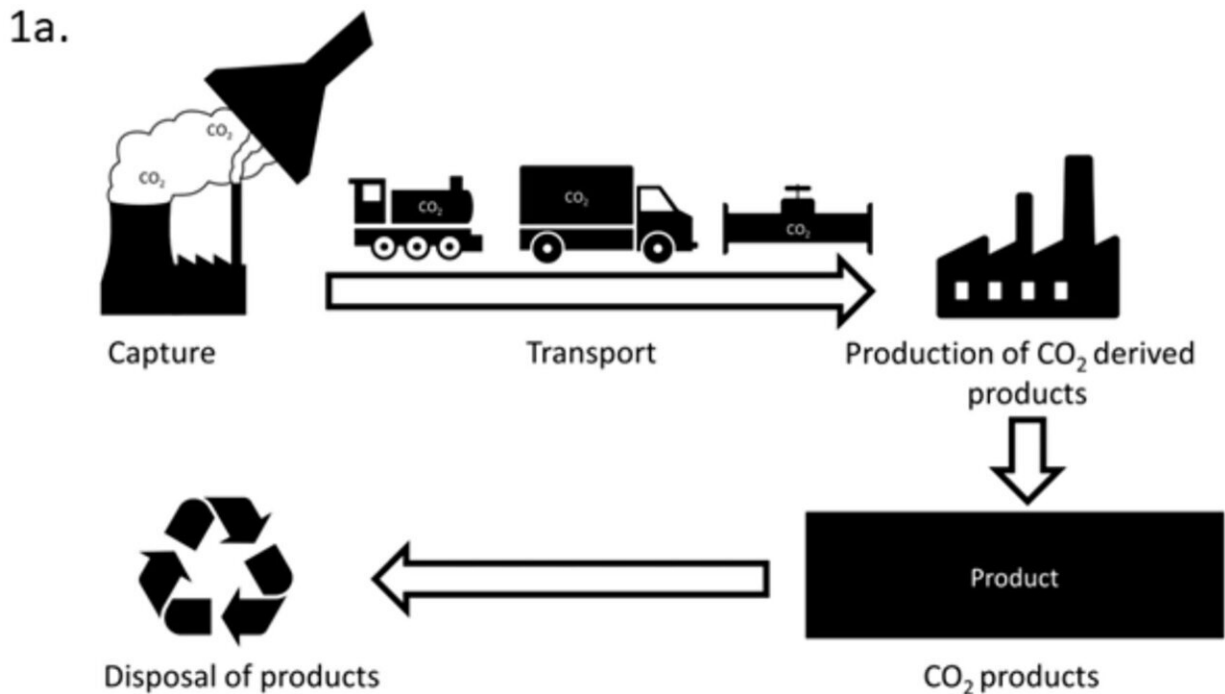 1a.
CO₂
CO₂
CO₂
CO₂
CO₂
Capture
Transport
Production of CO₂ derived
products
Product
Disposal of products
CO₂ products